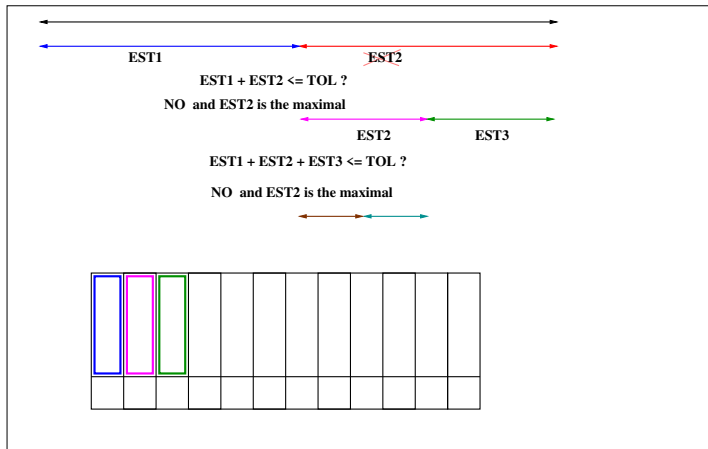 EST1 EST2
EST1 + EST2 <= TOL ?
NO and EST2 is the maximal
EST2 EST3
EST1 + EST2 + EST3 <= TOL ?
NO and EST2 is the maximal